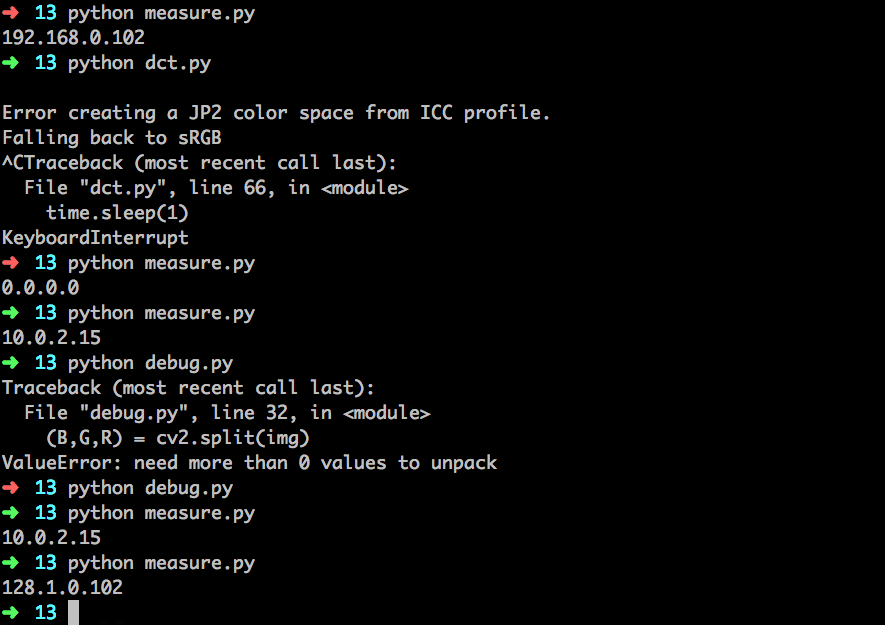 ➜ 13 python measure.py
192.168.0.102
➜ 13 python dct.py

Error creating a JP2 color space from ICC profile.
Falling back to sRGB
^CTraceback (most recent call last):
  File "dct.py", line 66, in <module>
    time.sleep(1)
KeyboardInterrupt
➜ 13 python measure.py
0.0.0.0
➜ 13 python measure.py
10.0.2.15
➜ 13 python debug.py
Traceback (most recent call last):
  File "debug.py", line 32, in <module>
    (B,G,R) = cv2.split(img)
ValueError: need more than 0 values to unpack
➜ 13 python debug.py
➜ 13 python measure.py
10.0.2.15
➜ 13 python measure.py
128.1.0.102
➜ 13